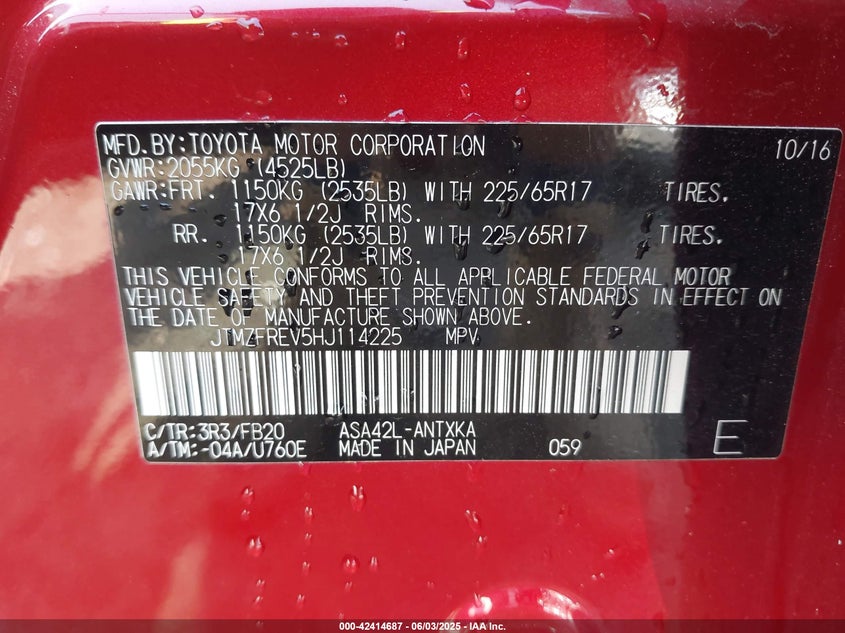 MFD.BY:TOYOTA MOTOR CORPORATION 10/16
GVWR:2055KG (4525LB)
GAWR:FRT. 1150KG (2535LB) WITH 225/65R17 TIRES,
17X6 1/2J RIMS.
RR. 1150KG (2535LB) WITH 225/65R17 TIRES,
17X6 1/2J RIMS.
THIS VEHICLE CONFORMS TO ALL APPLICABLE FEDERAL MOTOR
VEHICLE SAFETY AND THEFT PREVENTION STANDARDS IN EFFECT ON
THE DATE OF MANUFACTURE SHOWN ABOVE.
JTMZFREV5HJ114225 MPV
C/TR:3R3/FB20 ASA42L-ANTXKA
A/TM:-04A/U760E MADE IN JAPAN 059 E
000-42414687 - 06/03/2025 - IAA Inc.